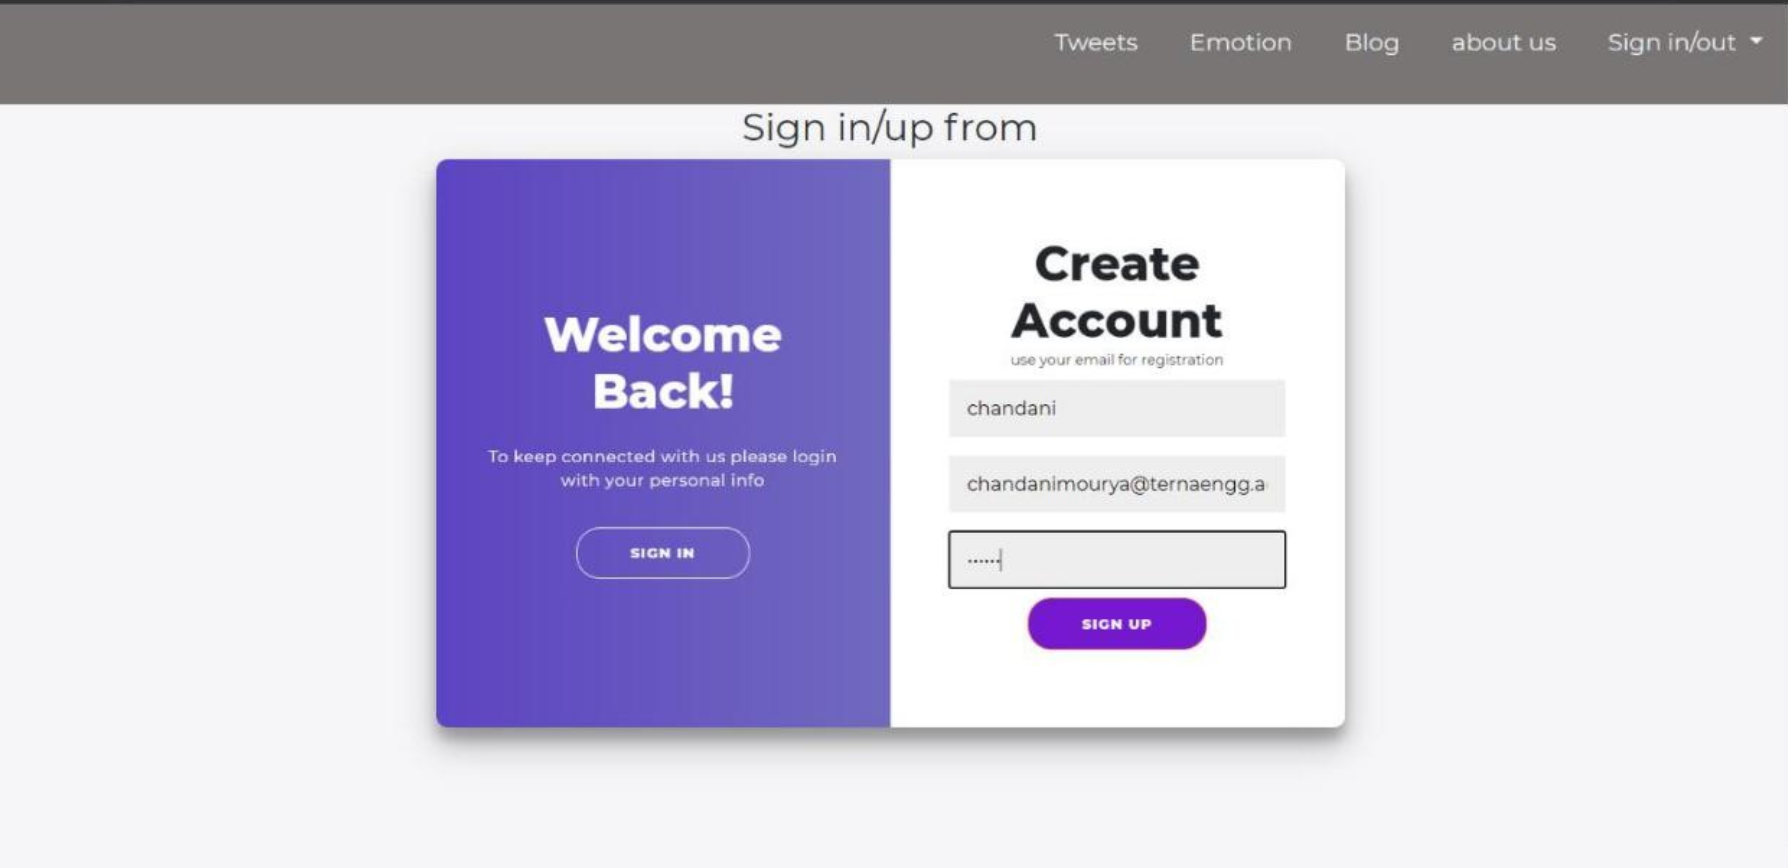 Tweets Emotion Blog about us Sign in/out
Sign in/up from
Welcome
Back!
To keep connected with us please login
with your personal info
SIGN IN
Create
Account
use your email for registration
chandani
chandanimourya@ternaengg.a
······
SIGN UP